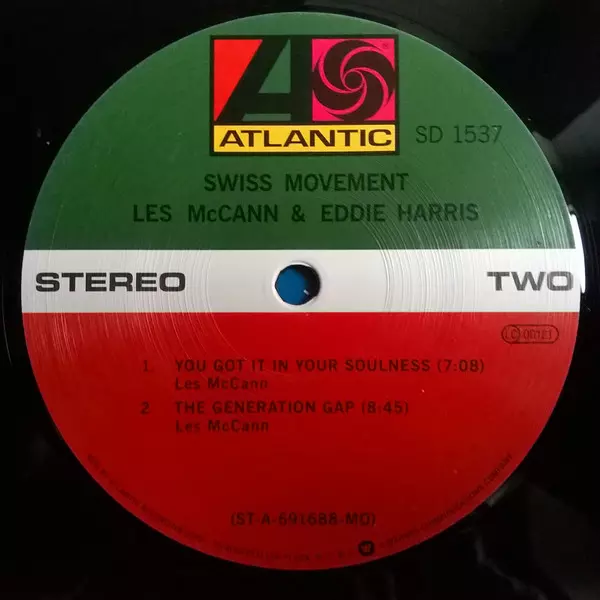 ATLANTIC
SD 1537
SWISS MOVEMENT
LES McCANN & EDDIE HARRIS
STEREO
TWO
1. YOU GOT IT IN YOUR SOULNESS (7:08)
Les McCann
2. THE GENERATION GAP (8:45)
Les McCann
(ST-A-691688-MO)